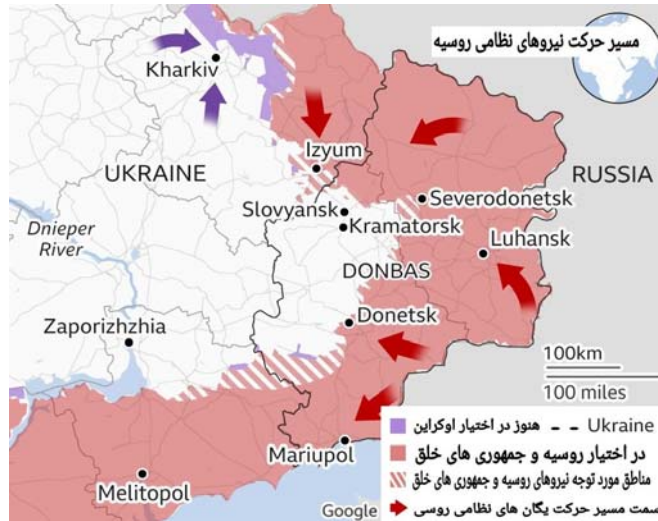 مسیر حرکت نیروهای نظامی روسیه
Kharkiv
Izyum
UKRAINE
RUSSIA
Severodonetsk
Slovyansk
Kramatorsk
Dnieper
River
Luhansk
DONBAS
Donetsk
Zaporizhzhia
100km
100 miles
هنوز در اختیار اوکراین
Ukraine
در اختیار روسیه و جمهوری های خلق
Mariupol
مناطق مورد توجه نیروهای روسیه و جمهوری های خلق
Melitopol
Google
سمت مسیر حرکت یگان های نظامی روسی